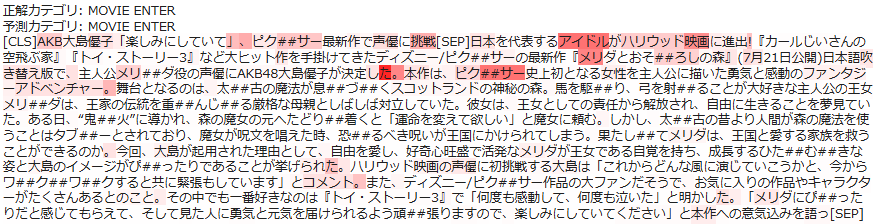 正解カテゴリ: MOVIE ENTER
予測カテゴリ: MOVIE ENTER
[CLS]AKB大島優子「楽しみにしていて」、ピク##サー最新作で声優に挑戦[SEP]日本を代表するアイドルがハリウッド映画に進出!『カールじいさんの
空飛ぶ家』『トイ・ストーリー3』など大ヒット作を手掛けてきたディズニー/ピク##サーの最新作『メリダとおそ##ろしの森』(7月21日公開)日本語吹
き替え版で、主人公メリ##ダ役の声優にAKB48大島優子が決定した。本作は、ピク##サー史上初となる女性を主人公に描いた勇気と感動のファンタジ
ーアドベンチャー。舞台となるのは、太##古の魔法が息##づ##くスコットランドの神秘の森。馬を駆##り、弓を射##ることが大好きな主人公の王女
メリ##ダは、王家の伝統を重##んじ##る厳格な母親としばしば対立していた。彼女は、王女としての責任から解放され、自由に生きることを夢見てい
た。ある日、“鬼##火”に導かれ、森の魔女の元へたどり##着くと「運命を変えて欲しい」と魔女に頼む。しかし、太##古の昔より人間が森の魔法を使
うことはタブ##ーとされており、魔女が呪文を唱えた時、恐##るべき呪いが王国にかけられてしまう。果たし##てメリダは、王国と愛する家族を救う
ことができるのか。今回、大島が起用された理由として、自由を愛し、好奇心旺盛で活発なメリダが王女である自覚を持ち、成長するひた##む##きな
姿と大島のイメージがぴ##ったりであることが挙げられた。ハリウッド映画の声優に初挑戦する大島は「これからどんな風に演じていこうかと、今から
ワ##ク##ワ##クすると共に緊張もしています」とコメント。また、ディズニー/ピク##サー作品の大ファンだそうで、お気に入りの作品やキャラクタ
ーがたくさんあるとのこと。その中でも一番好きなのは『トイ・ストーリー3』で「何度も感動して、何度も泣いた」と明かした。「メリダにぴ##った
りだと感じてもらえて、そして見た人に勇気と元気を届けられるよう頑##張りますので、楽しみにしていてください」と本作への意気込みを語っ[SEP]